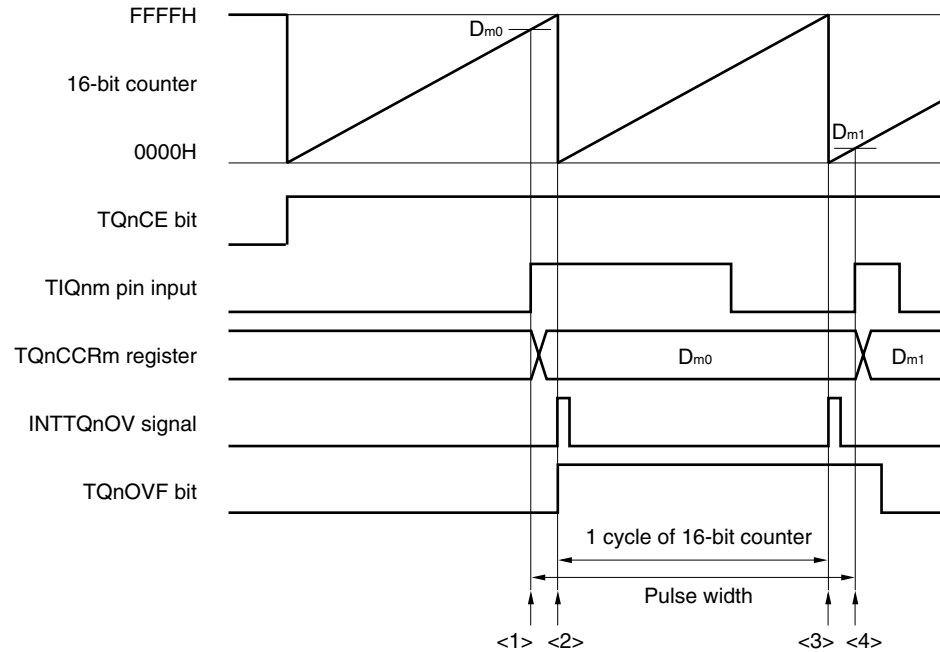 FFFFH
Dm0
16-bit counter
Dm1
0000H
TQnCE bit
TIQnm pin input
TQnCCRm register
Dm0
Dm1
INTTQnOV signal
TQnOVF bit
1 cycle of 16-bit counter
Pulse width
<1> <2> <3> <4>